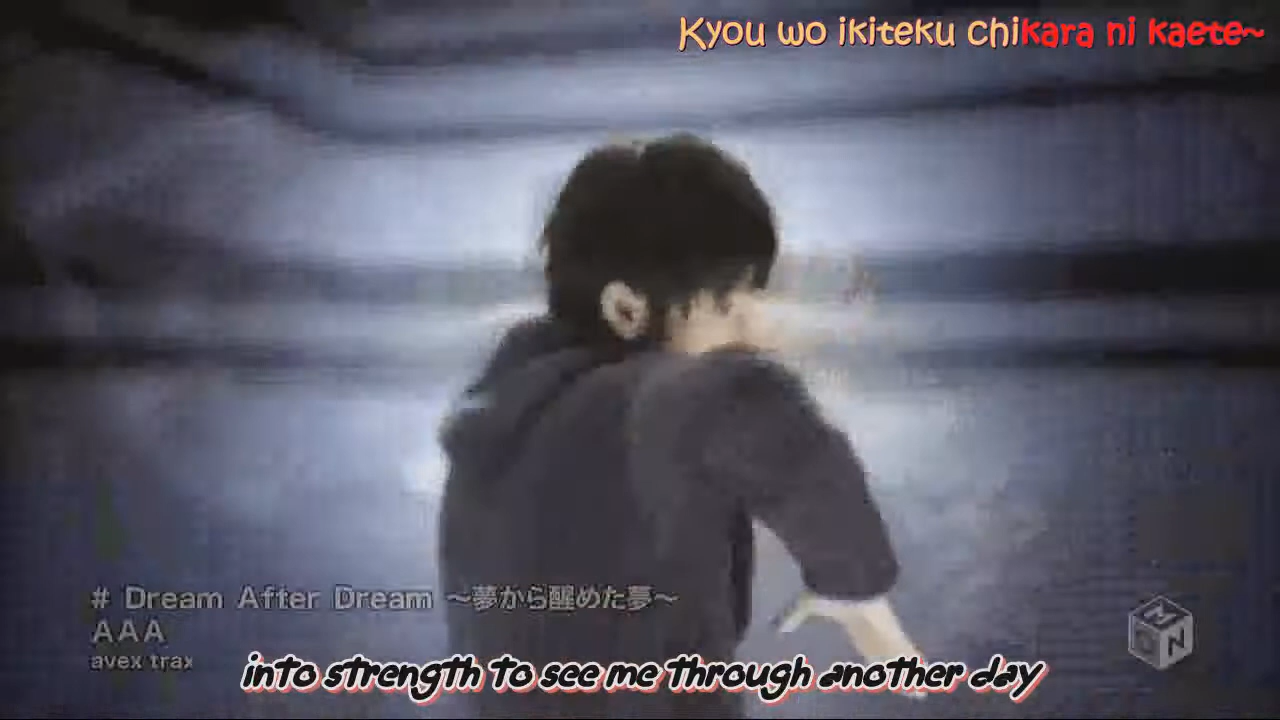 Kyou wo ikiteku chikara ni kaete~
# Dream After Dream ～夢から醒めた夢～
AAA
avex trax
into strength to see me through another day